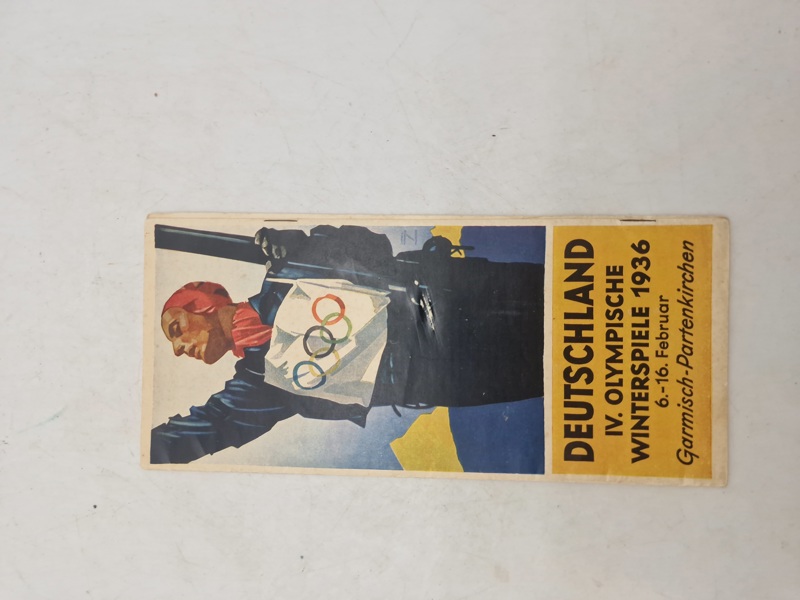 DEUTSCHLAND
IV. OLYMPISCHE
WINTERSPIELE 1936
6.-16. Februar
Garmisch-Partenkirchen